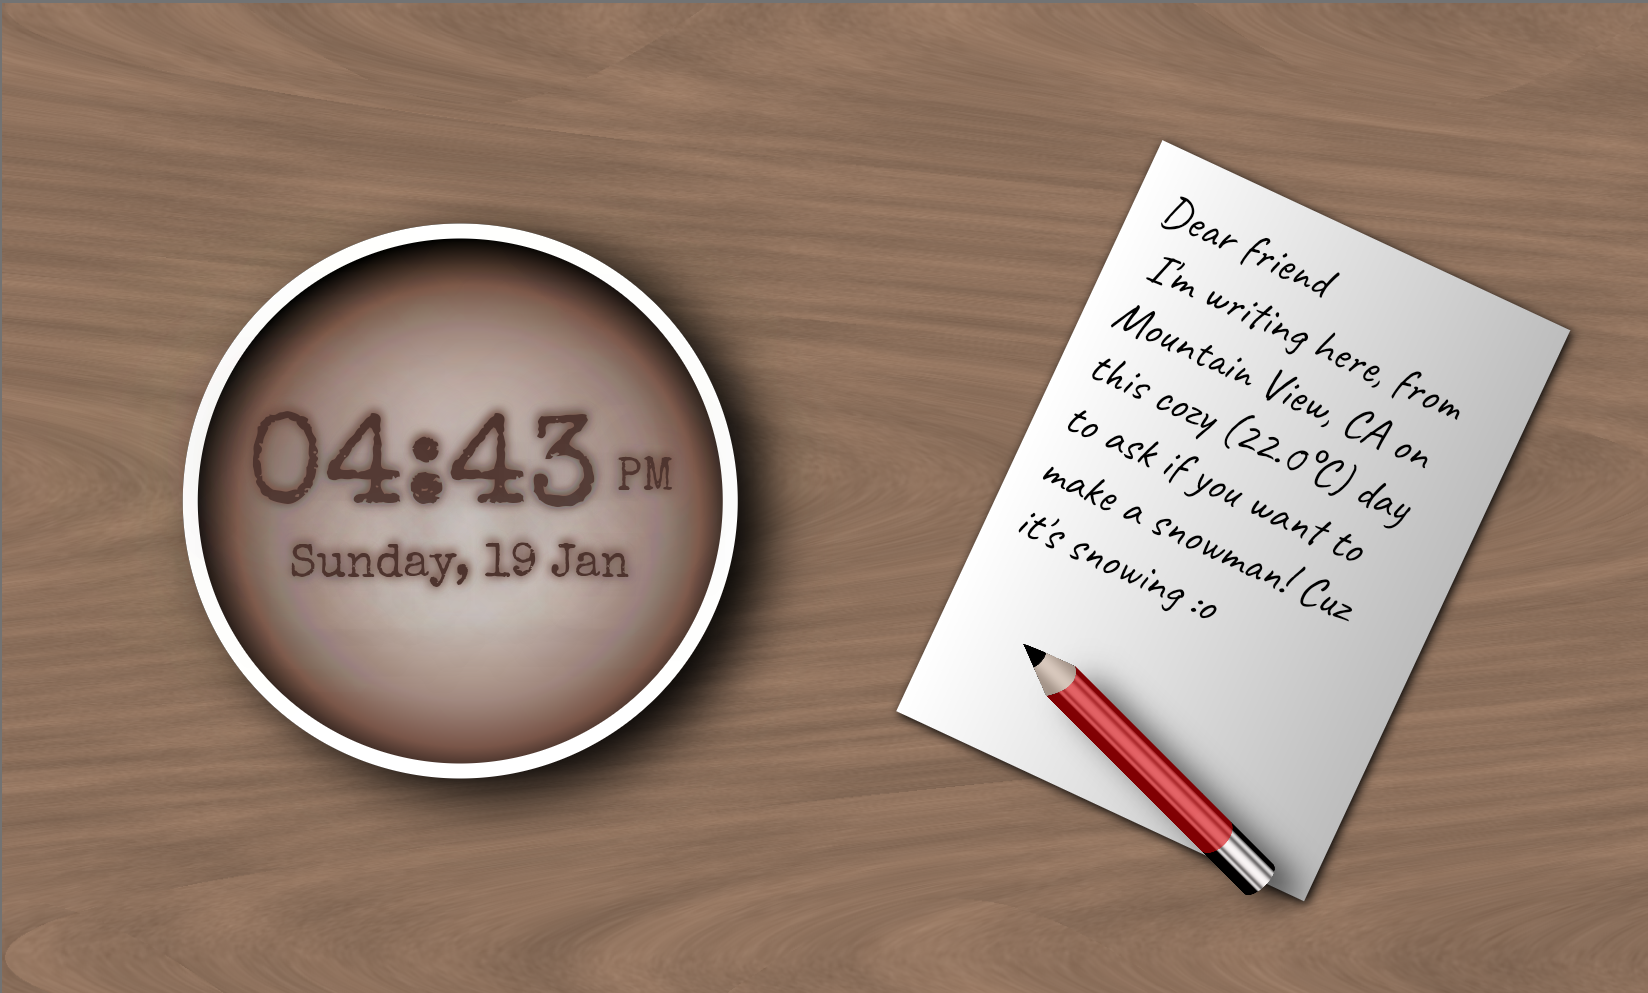 04:43 PM
Sunday, 19 Jan
Dear friend
I'm writing here, from
Mountain View, CA on
this cozy (22.0°C) day
to ask if you want to
make a snowman! Cuz
it's snowing :o